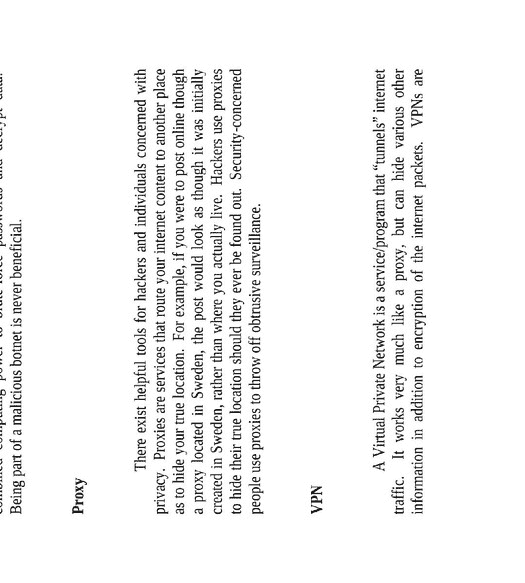 combined computing power to brute force passwords and decrypt data.
Being part of a malicious botnet is never beneficial.
Proxy
There exist helpful tools for hackers and individuals concerned with
privacy. Proxies are services that route your internet content to another place
as to hide your true location. For example, if you were to post online though
a proxy located in Sweden, the post would look as though it was initially
created in Sweden, rather than where you actually live. Hackers use proxies
to hide their true location should they ever be found out. Security-concerned
people use proxies to throw off obtrusive surveillance.
VPN
A Virtual Private Network is a service/program that “tunnels” internet
traffic. It works very much like a proxy, but can hide various other
information in addition to encryption of the internet packets. VPNs are